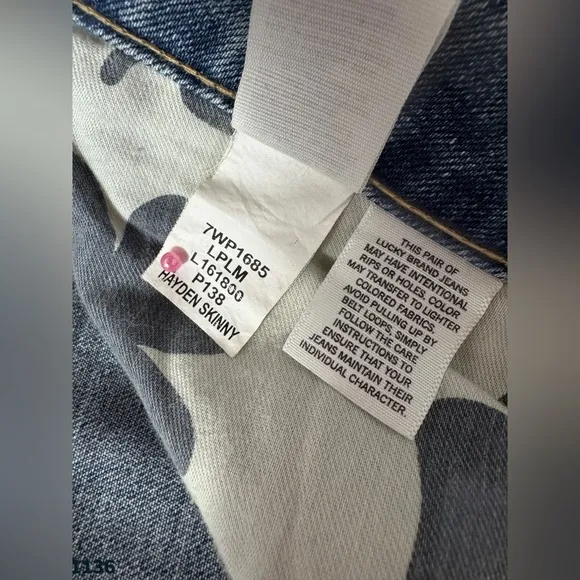 7WP1685
LPLM
L161800
P138
HAYDEN SKINNY
THIS PAIR OF
LUCKY BRAND JEANS
MAY HAVE INTENTIONAL
RIPS OR HOLES. COLOR
MAY TRANSFER TO LIGHTER
COLORED FABRICS.
AVOID PULLING UP BY
BELT LOOPS, SIMPLY
FOLLOW THE CARE
INSTRUCTIONS TO
ENSURE THAT YOUR
JEANS MAINTAIN THEIR
INDIVIDUAL CHARACTER.
1136